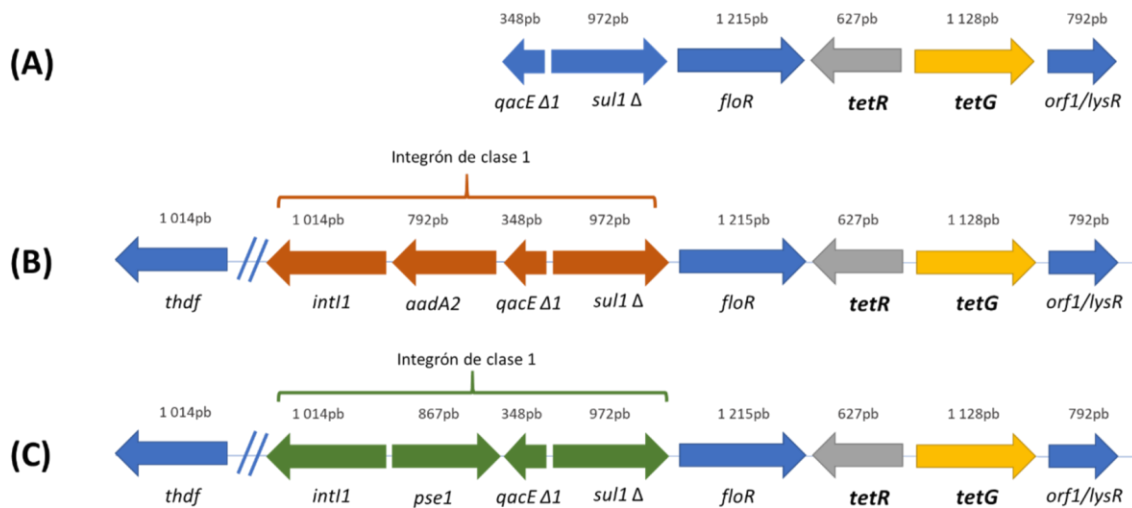 348pb 972pb 1 215pb 627pb 1 128pb 792pb
(A)
qacE Δ1 sul1 Δ floR tetR tetG orf1/lysR
Integrón de clase 1
1 014pb 1 014pb 792pb 348pb 972pb 1 215pb 627pb 1 128pb 792pb
(B)
thdf intI1 aadA2 qacE Δ1 sul1 Δ floR tetR tetG orf1/lysR
Integrón de clase 1
1 014pb 1 014pb 867pb 348pb 972pb 1 215pb 627pb 1 128pb 792pb
(C)
thdf intI1 pse1 qacE Δ1 sul1 Δ floR tetR tetG orf1/lysR